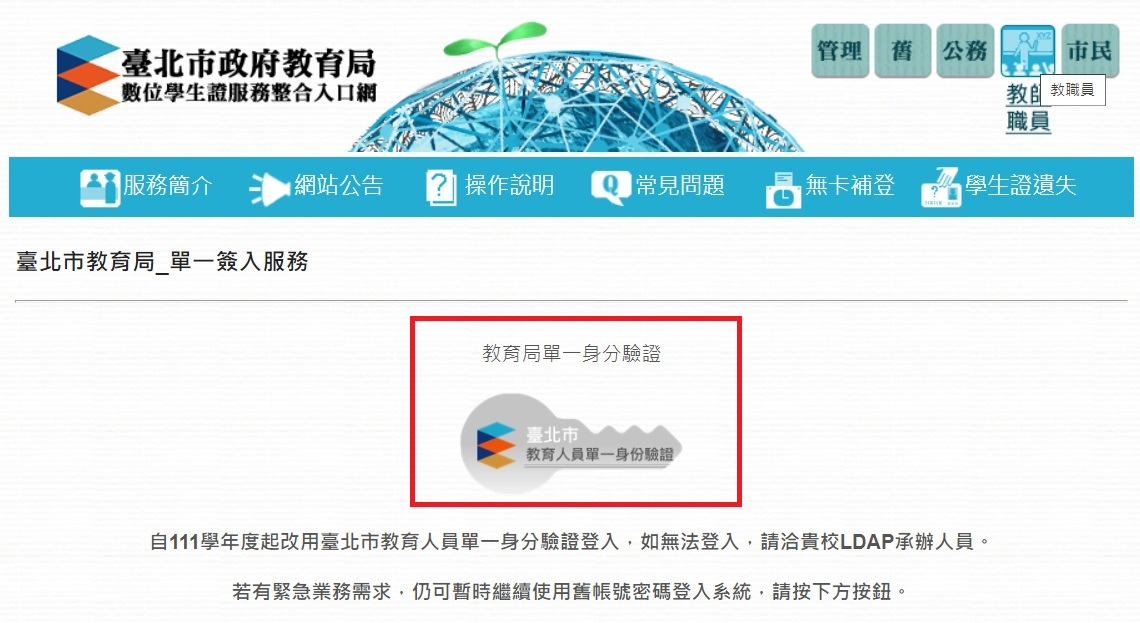 臺北市政府教育局
數位學生證服務整合入口網
管理
舊
公務
XYZ
市民
教師
職員
教職員
服務簡介
網站公告
操作說明
常見問題
無卡補登
學生證遺失
臺北市教育局_單一簽入服務
教育局單一身分驗證
臺北市
教育人員單一身份驗證
自111學年度起改用臺北市教育人員單一身分驗證登入，如無法登入，請洽貴校LDAP承辦人員。
若有緊急業務需求，仍可暫時繼續使用舊帳號密碼登入系統，請按下方按鈕。